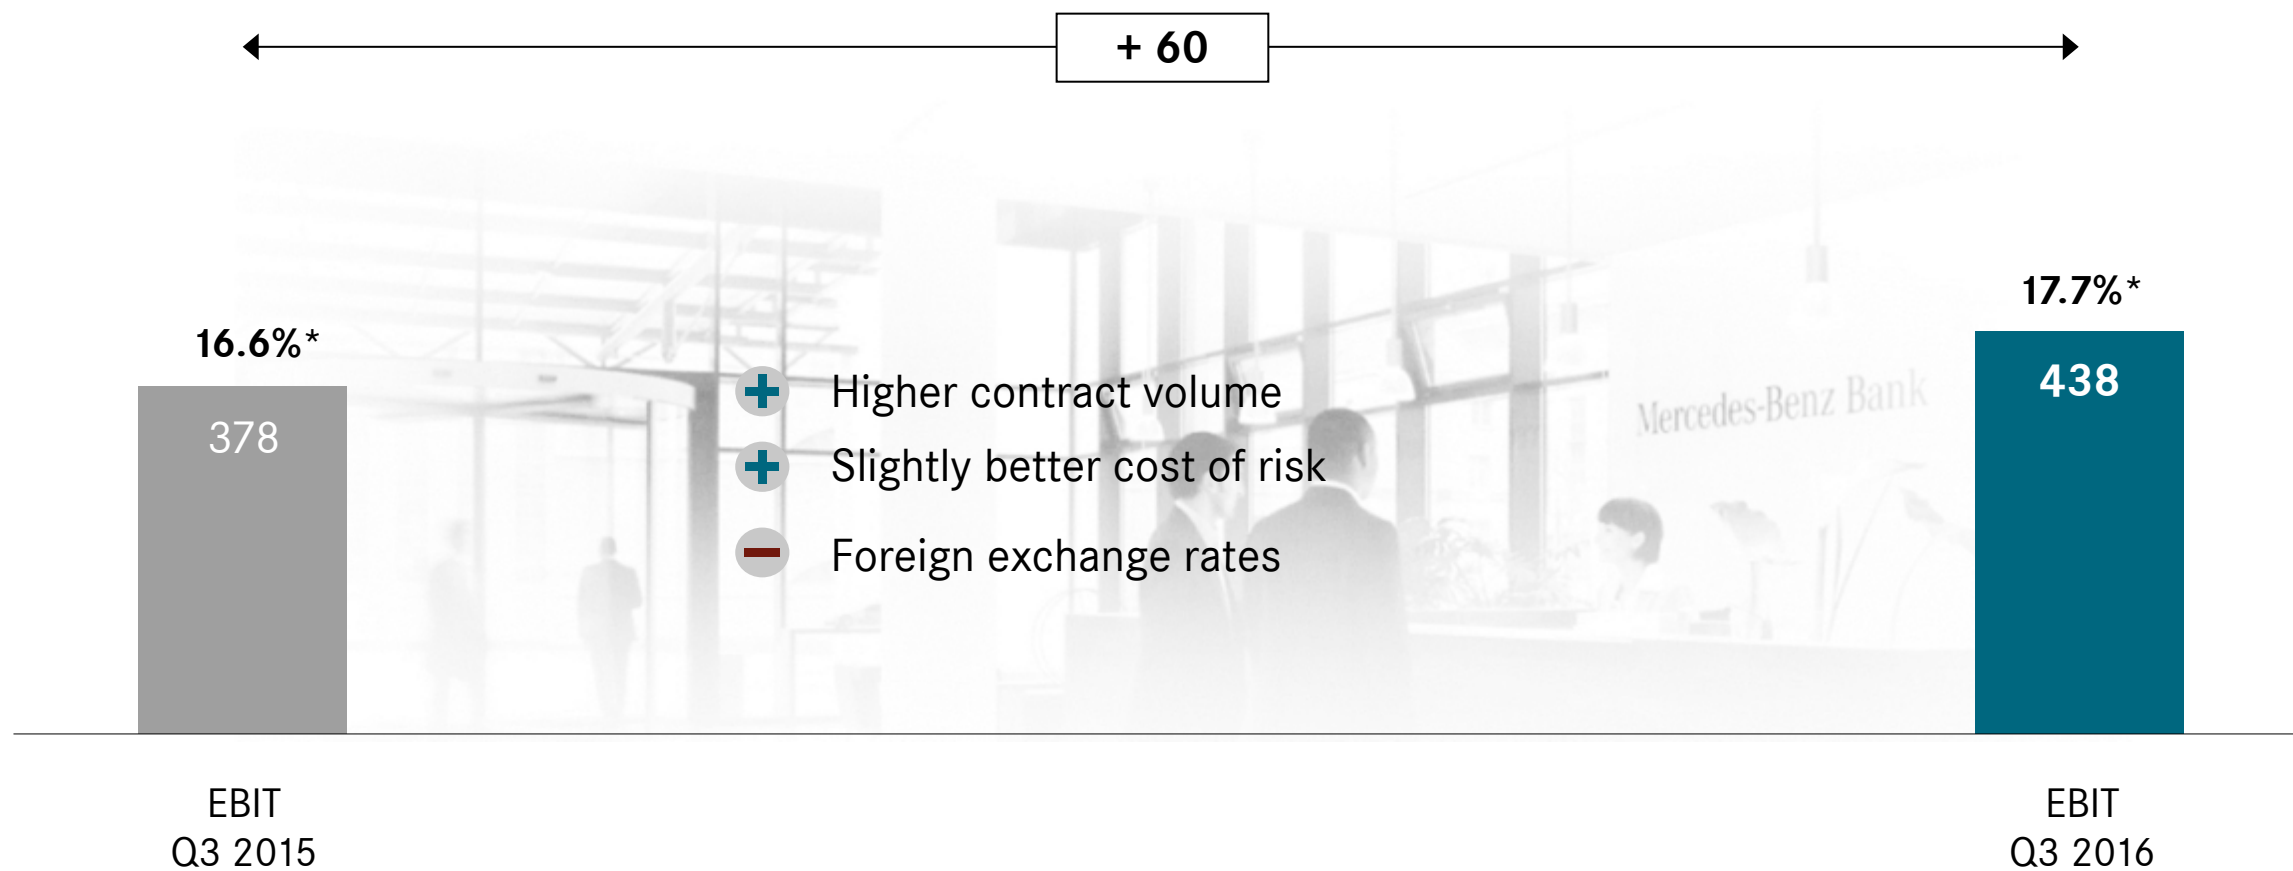 + 60
16.6%*
378
Higher contract volume
Slightly better cost of risk
Foreign exchange rates
Mercedes-Benz Bank
17.7%*
438
EBIT
Q3 2015
EBIT
Q3 2016